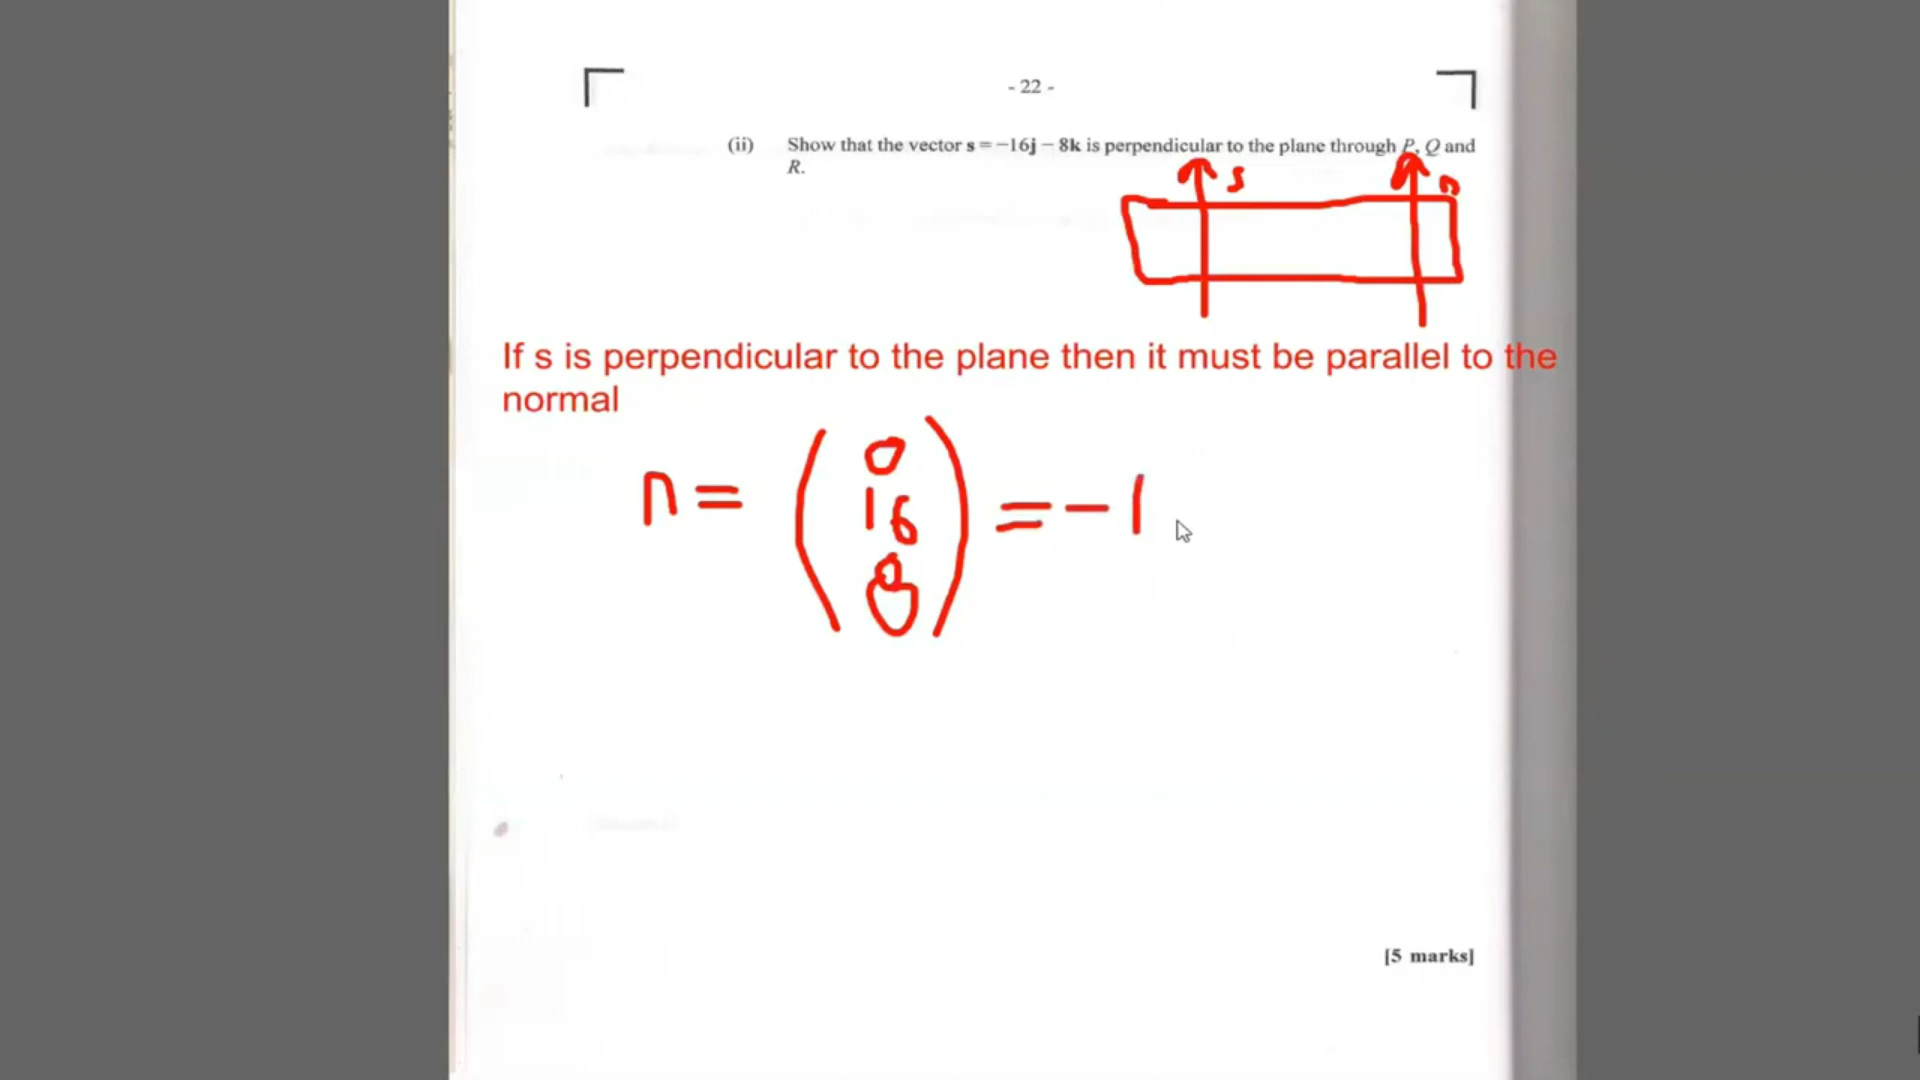 - 22 -
(ii) Show that the vector s = −16j − 8k is perpendicular to the plane through P, Q and
R.
s n
If s is perpendicular to the plane then it must be parallel to the
normal
n = ( 0 16 8 ) = - 1
[5 marks]